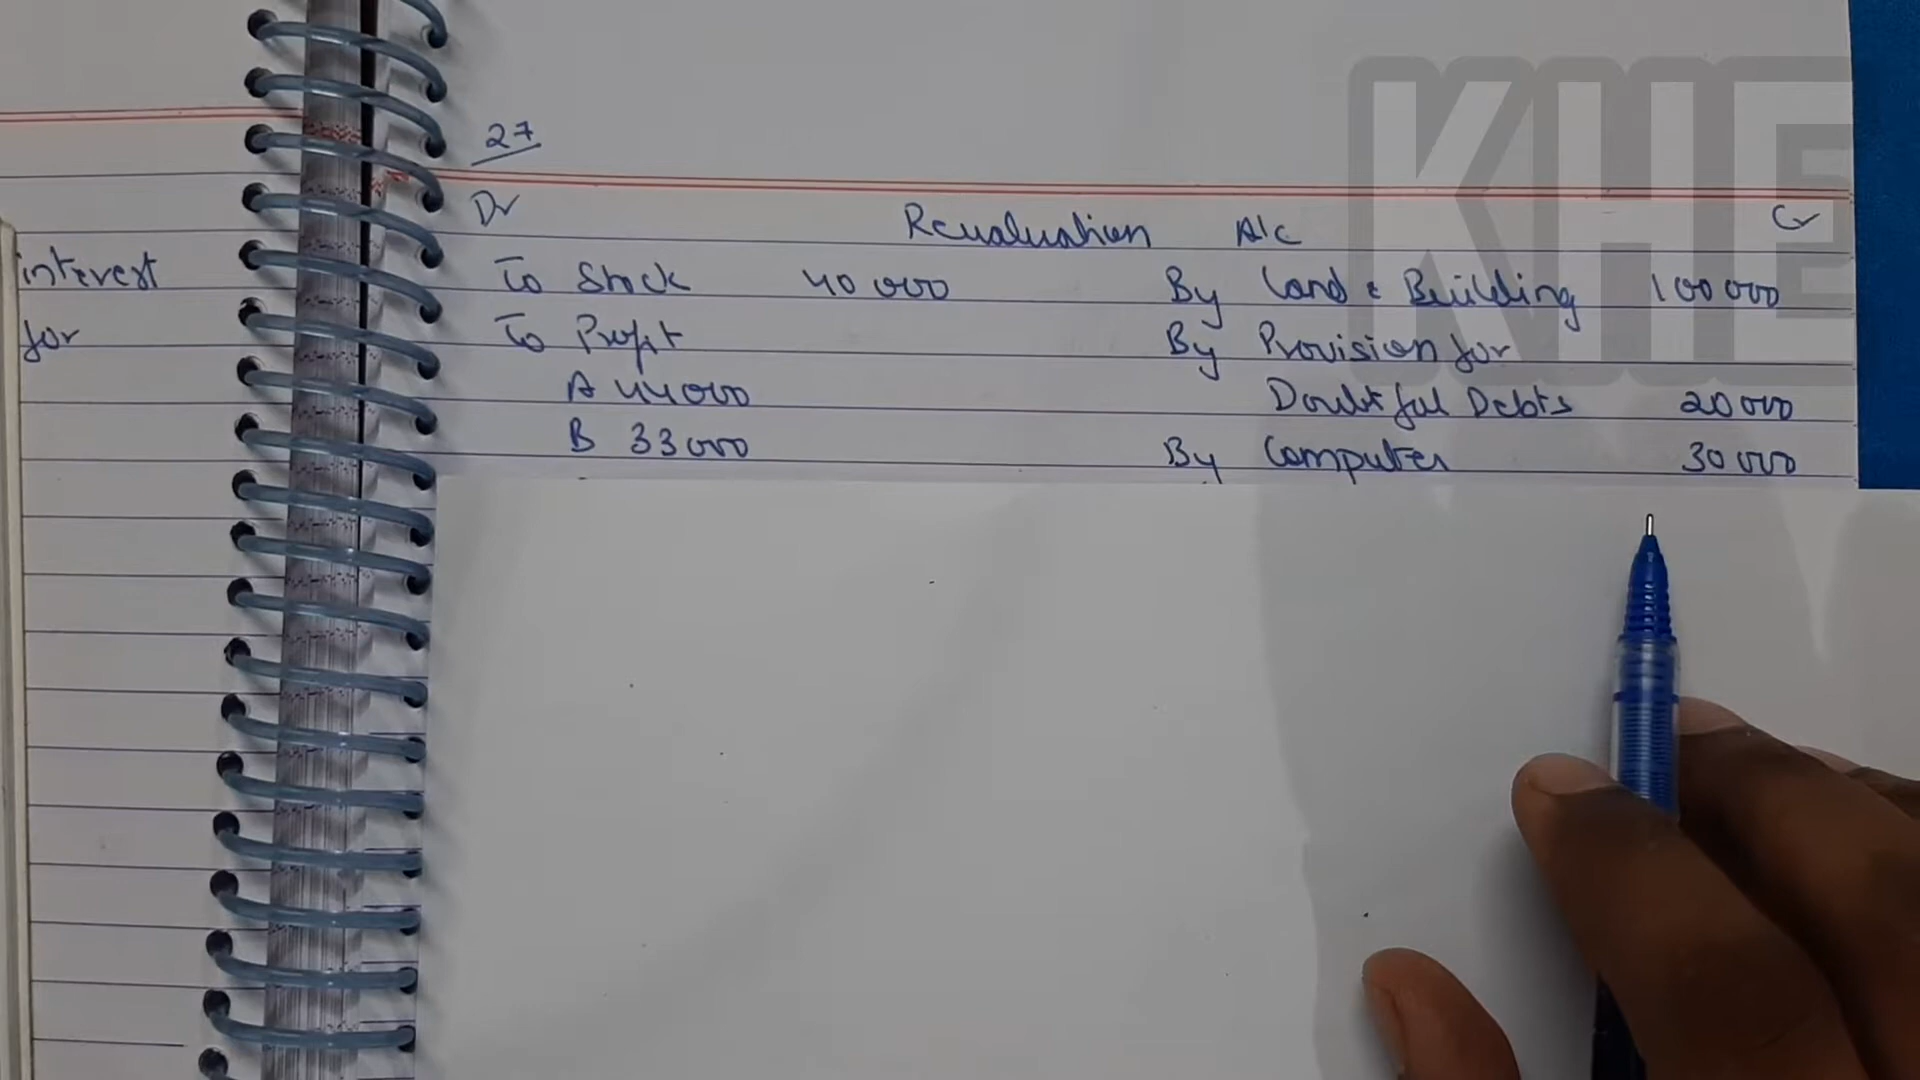 KHE
27
Dr Revaluation A/c Cr
interest
for
To Stock 40000 By Land & Building 100000
To Profit By Provision for
A 44000 Doubtful Debts 20000
B 33000 By Computer 30000